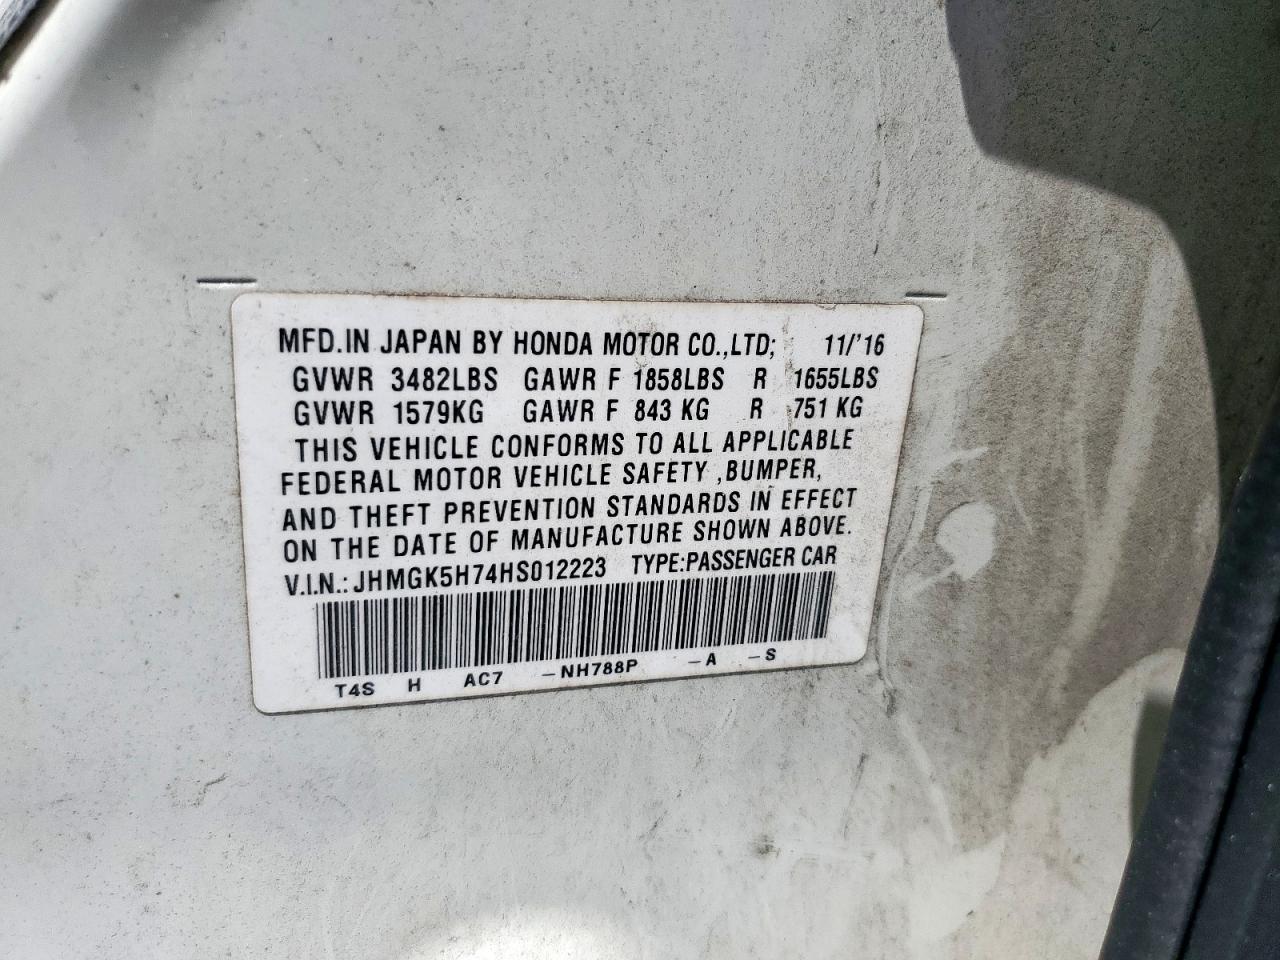 MFD.IN JAPAN BY HONDA MOTOR CO.,LTD; 11/'16
GVWR 3482LBS GAWR F 1858LBS R 1655LBS
GVWR 1579KG GAWR F 843 KG R 751 KG
THIS VEHICLE CONFORMS TO ALL APPLICABLE
FEDERAL MOTOR VEHICLE SAFETY ,BUMPER,
AND THEFT PREVENTION STANDARDS IN EFFECT
ON THE DATE OF MANUFACTURE SHOWN ABOVE.
V.I.N.: JHMGK5H74HS012223 TYPE:PASSENGER CAR
T4S H AC7 -NH788P -A -S